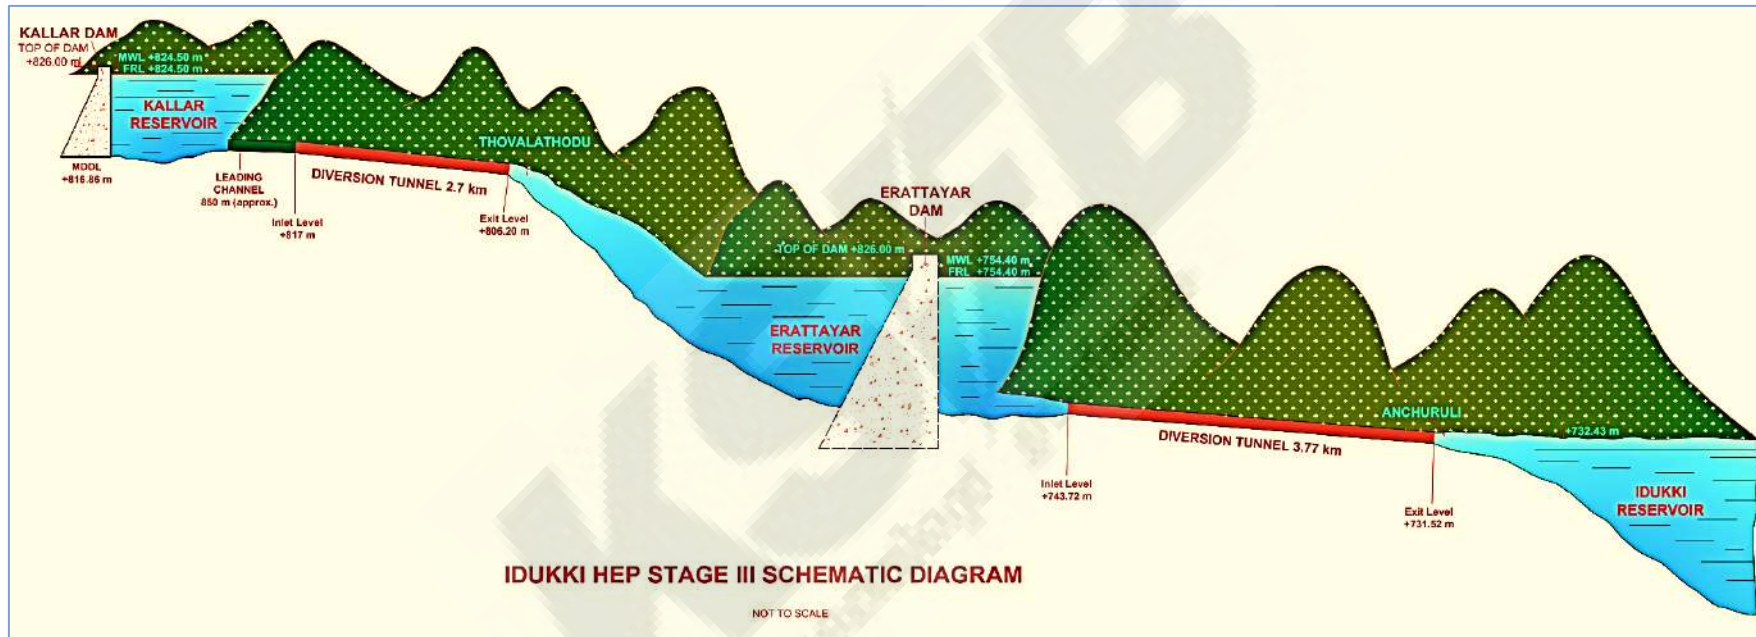 KALLAR DAM
TOP OF DAM
+826.00 m
MWL +824.50 m
FRL +824.50 m
KALLAR
RESERVOIR
MDDL
+816.86 m
LEADING
CHANNEL
850 m (approx.)
DIVERSION TUNNEL 2.7 km
Inlet Level
+817 m
THOVALATHODU
Exit Level
+806.20 m
ERATTAYAR
DAM
TOP OF DAM +826.00 m
MWL +754.40 m
FRL +754.40 m
ERATTAYAR
RESERVOIR
DIVERSION TUNNEL 3.77 km
Inlet Level
+743.72 m
ANCHURULI
+732.43 m
Exit Level
+731.52 m
IDUKKI
RESERVOIR
IDUKKI HEP STAGE III SCHEMATIC DIAGRAM
NOT TO SCALE
KSEB